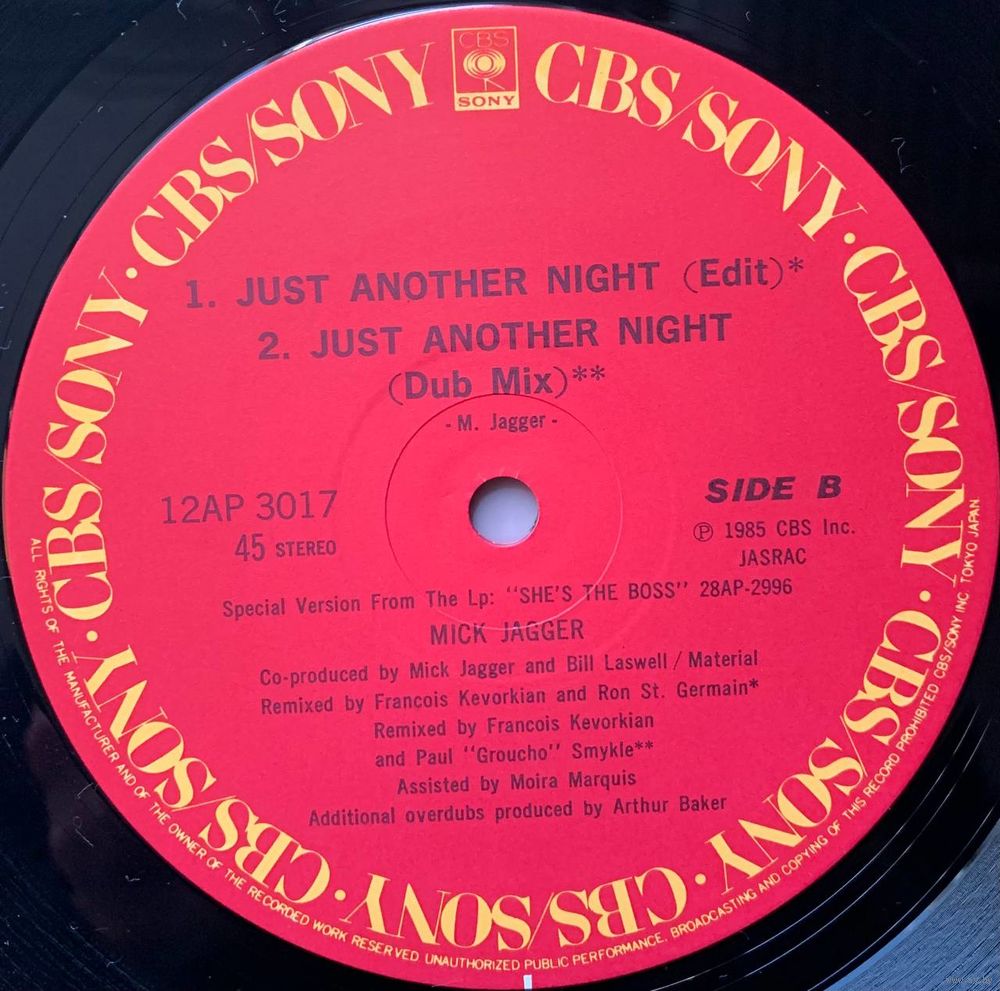 CBS
SONY
CBS/SONY · CBS/SONY · CBS/SONY · CBS/SONY · CBS/SONY · CBS/SONY · CBS/SONY · CBS/SONY
1. JUST ANOTHER NIGHT (Edit)*
2. JUST ANOTHER NIGHT
(Dub Mix)**
- M. Jagger -
12AP 3017
45 STEREO
SIDE B
Ⓟ 1985 CBS Inc.
JASRAC
Special Version From The Lp: "SHE'S THE BOSS" 28AP-2996
MICK JAGGER
Co-produced by Mick Jagger and Bill Laswell / Material
Remixed by Francois Kevorkian and Ron St. Germain*
Remixed by Francois Kevorkian
and Paul "Groucho" Smykle**
Assisted by Moira Marquis
Additional overdubs produced by Arthur Baker
ALL RIGHTS OF THE MANUFACTURER AND OF THE OWNER OF THE RECORDED WORK RESERVED UNAUTHORIZED PUBLIC PERFORMANCE. BROADCASTING AND COPYING OF THIS RECORD PROHIBITED CBS/SONY INC. TOKYO JAPAN